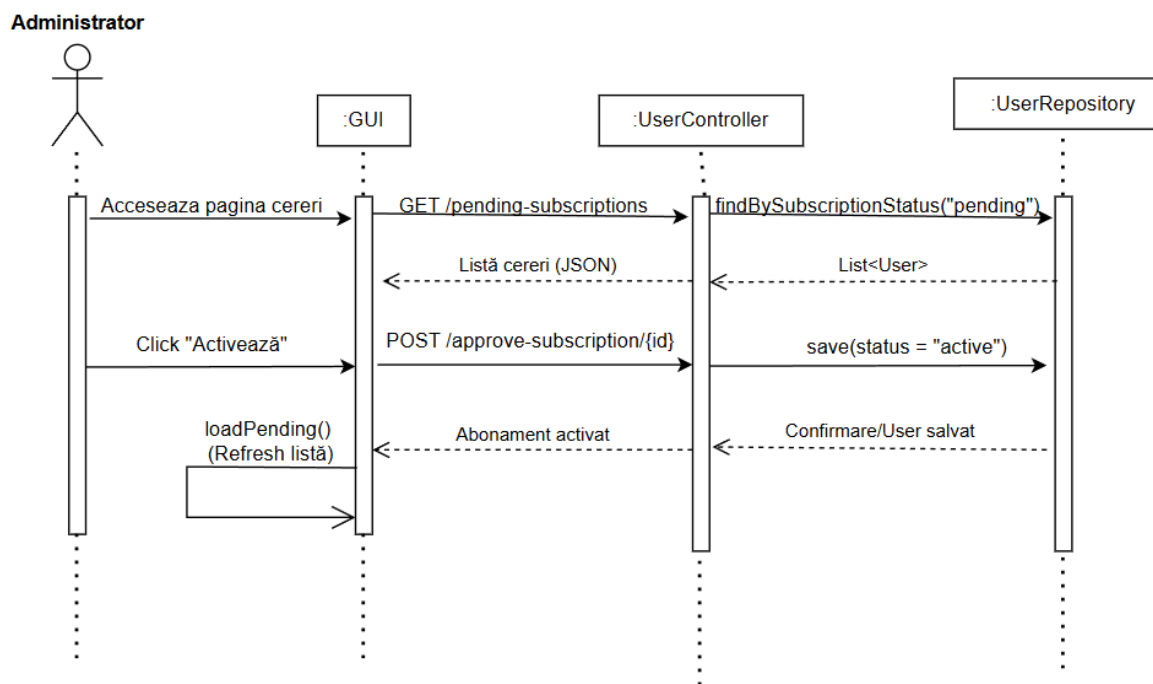 Administrator
:GUI
:UserController
:UserRepository
Acceseaza pagina cereri
GET /pending-subscriptions
findBySubscriptionStatus("pending")
Listă cereri (JSON)
List<User>
Click "Activează"
POST /approve-subscription/{id}
save(status = "active")
loadPending()
(Refresh listă)
Abonament activat
Confirmare/User salvat